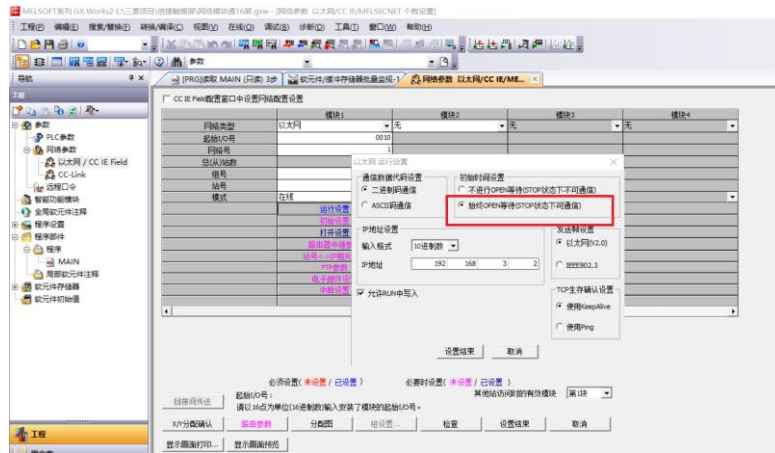 MELSOFT系列 GX Works2 E:\三菱项目\信捷触摸屏\网络模块通16屏.gxw - [网络参数 以太网/CC IE/MELSECNET 个数设置]
工程(P) 编辑(E) 搜索/替换(F) 转换/编译(C) 视图(V) 在线(O) 调试(B) 诊断(D) 工具(T) 窗口(W) 帮助(H)
参数
导航
[PRG]读取 MAIN (只读) 3步
软元件/缓冲存储器批量监视-1
网络参数 以太网/CC IE/ME...
工程
参数
PLC参数
网络参数
以太网 / CC IE Field
CC-Link
远程口令
智能功能模块
全局软元件注释
程序设置
程序部件
程序
MAIN
局部软元件注释
软元件存储器
软元件初始值
工程
CC IE Field配置窗口中设置网络配置设置
模块1 模块2 模块3 模块4
网络类型 以太网 无 无 无
起始I/O号 0010
网络号 1
总(从)站数
组号
站号
模式 在线
运行设置
初始设置
打开设置
路由器中继参
站号<->IP相关
FTP参数
电子邮件设
中断设置
以太网 运行设置
通信数据代码设置
二进制码通信
ASCII码通信
初始时间设置
不进行OPEN等待(STOP状态下不可通信)
始终OPEN等待(STOP状态下可通信)
IP地址设置
输入格式 10进制数
IP地址 192 168 3 2
发送帧设置
以太网(V2.0)
IEEE802.3
允许RUN中写入
TCP生存确认设置
使用KeepAlive
使用Ping
设置结束 取消
必须设置( 未设置 / 已设置 ) 必要时设置( 未设置 / 已设置 )
链接间传送
起始I/O号：
请以16点为单位(16进制数)输入安装了模块的起始I/O号。
其他站访问时的有效模块 第1块
X/Y分配确认 路由参数 分配图 组设置... 检查 设置结束 取消
显示画面打印... 显示画面预览